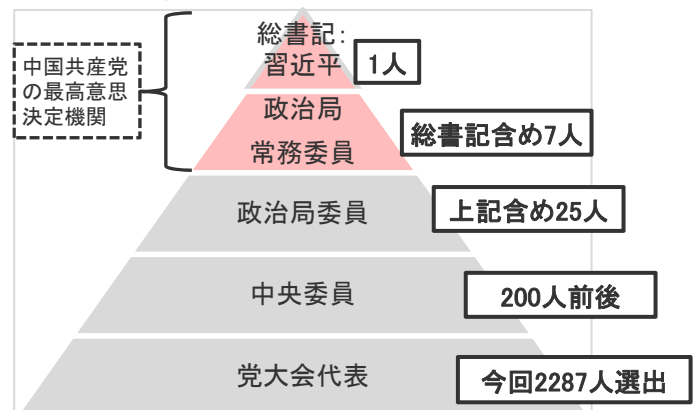 総書記：
習近平
1人
中国共産党
の最高意思
決定機関
政治局
常務委員
総書記含め7人
政治局委員
上記含め25人
中央委員
200人前後
党大会代表
今回2287人選出